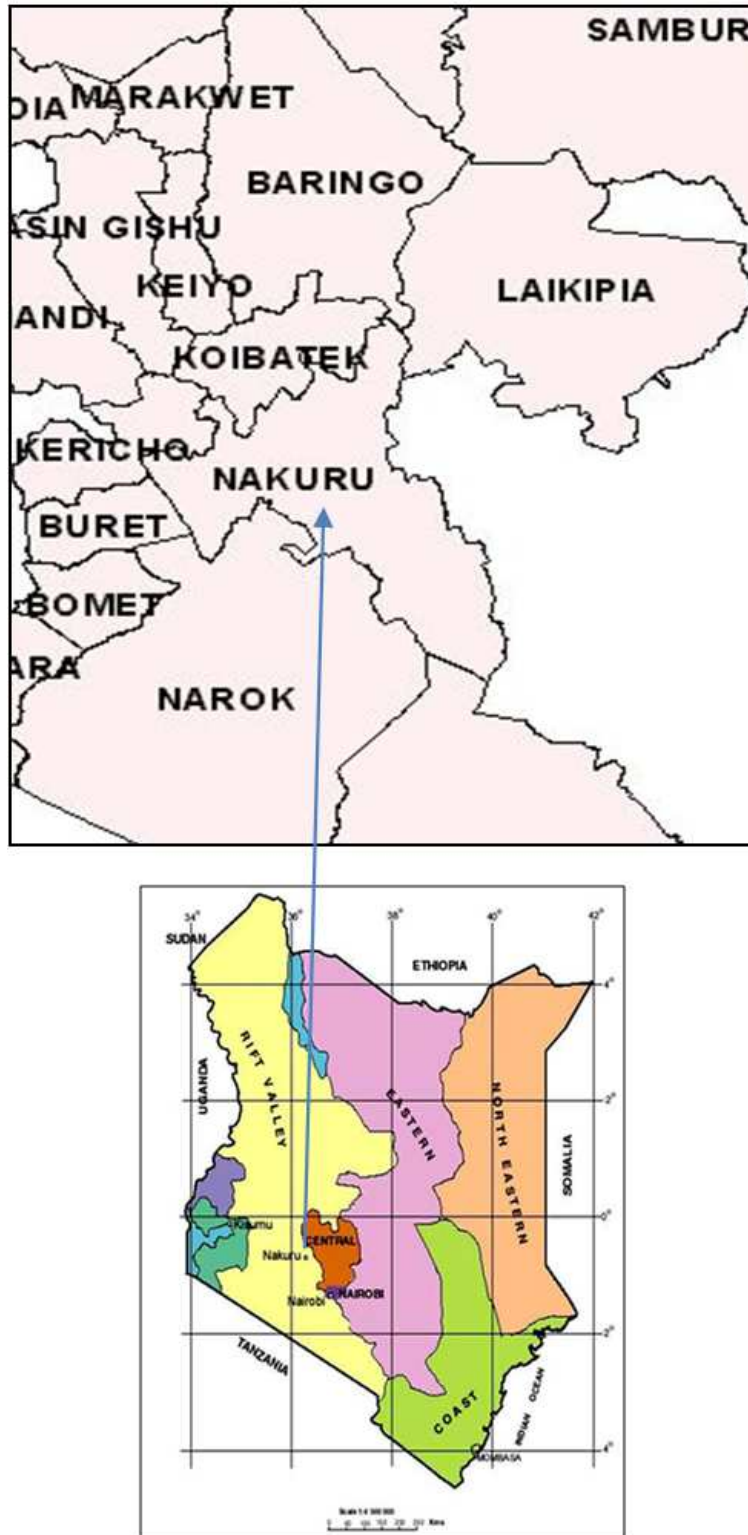 SAMBUR
DIA
MARAKWET
BARINGO
ASIN GISHU
KEIYO
LAIKIPIA
ANDI
KOIBATEK
KERICHO
NAKURU
BURET
BOMET
ARA
NAROK
34° 36° 38° 40° 42°
SUDAN
ETHIOPIA
4°
UGANDA
RIFT VALLEY
EASTERN
NORTH EASTERN
2°
SOMALIA
0°
Kisumu
CENTRAL
Nakuru
Nairobi NAIROBI
2°
TANZANIA
COAST
INDIAN OCEAN
4°
MOMBASA
Kms